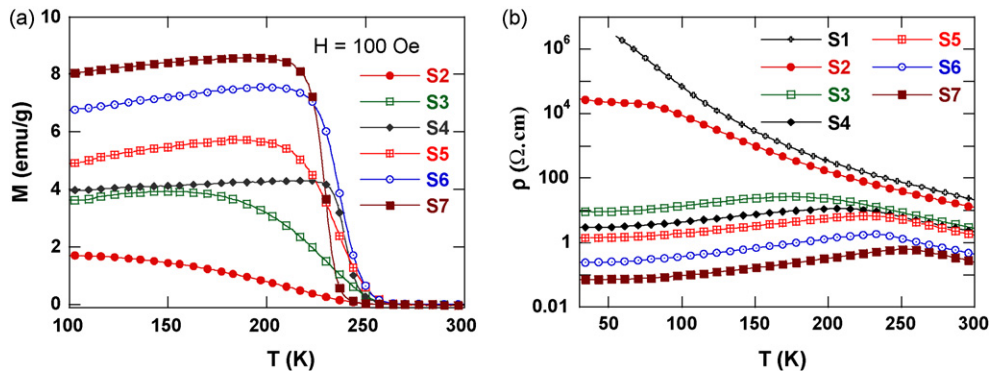 (a)
M (emu/g)
10
8
6
4
2
0
H = 100 Oe
S2
S3
S4
S5
S6
S7
100 150 200 250 300
T (K)
(b)
ρ (Ω.cm)
10^6
10^4
100
1
0.01
S1 S5
S2 S6
S3 S7
S4
50 100 150 200 250 300
T (K)